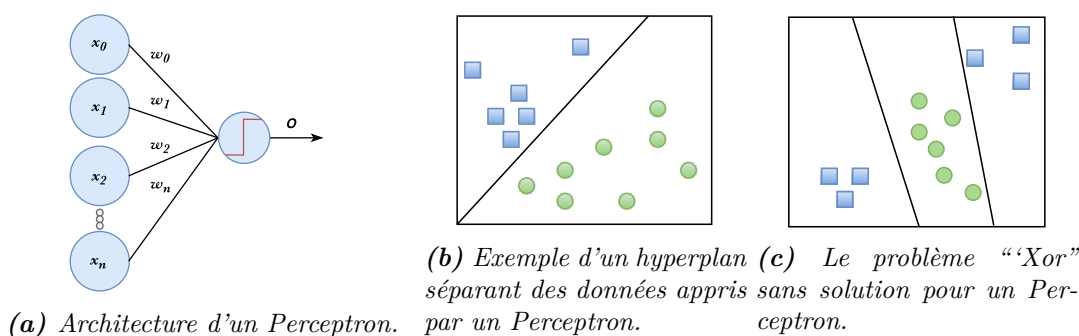 x0
w0
x1
w1
o
x2
w2
wn
xn
(a) Architecture d'un Perceptron.
(b) Exemple d'un hyperplan
séparant des données appris
par un Perceptron.
(c) Le problème “‘Xor”
sans solution pour un Per-
ceptron.